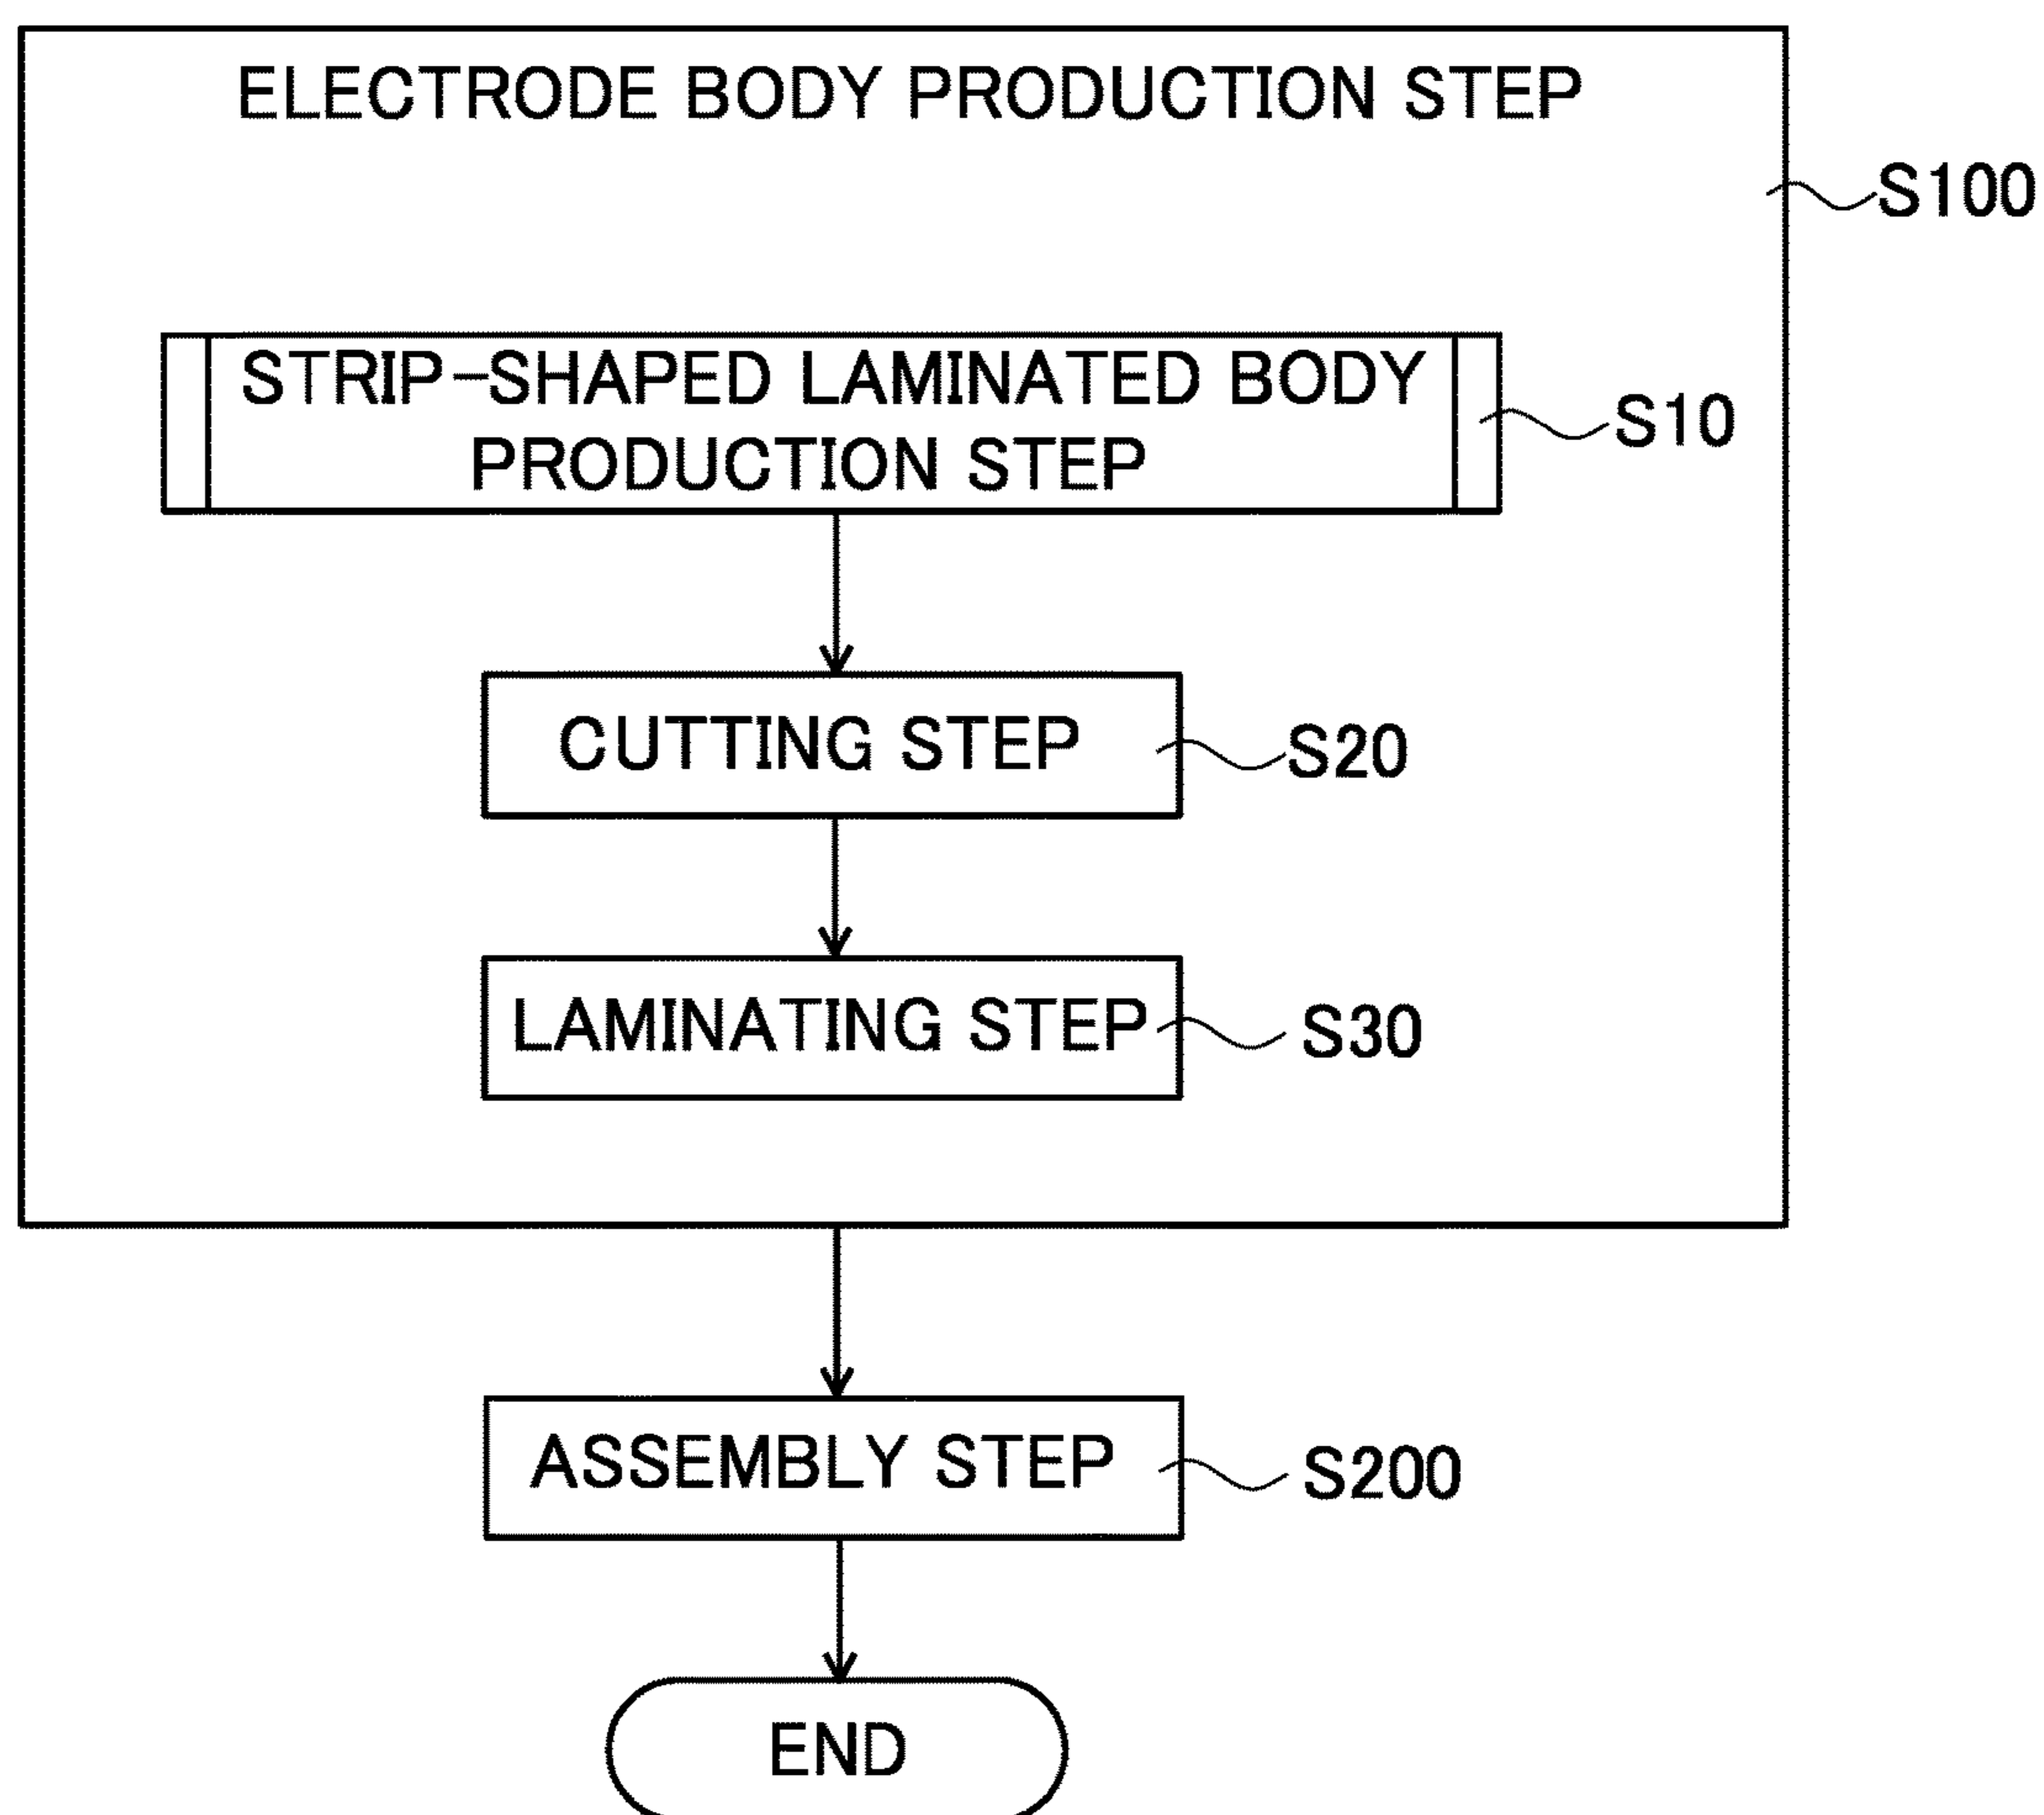 ELECTRODE BODY PRODUCTION STEP
S100
STRIP-SHAPED LAMINATED BODY
PRODUCTION STEP
S10
CUTTING STEP
S20
LAMINATING STEP
S30
ASSEMBLY STEP
S200
END